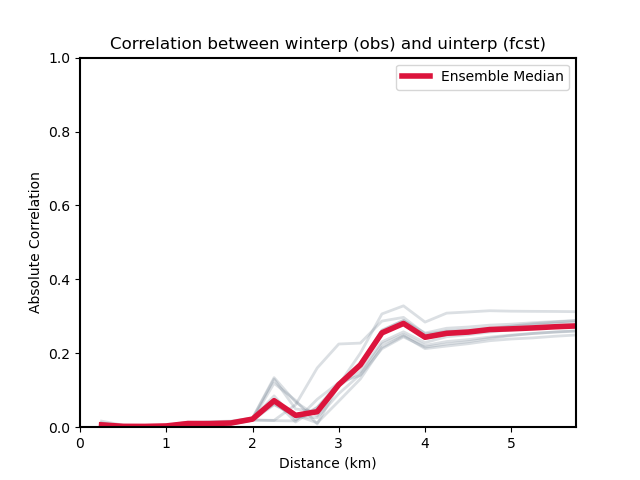 Correlation between winterp (obs) and uinterp (fcst)
Ensemble Median
1.0
0.8
0.6
0.4
0.2
0.0
Absolute Correlation
0 1 2 3 4 5
Distance (km)